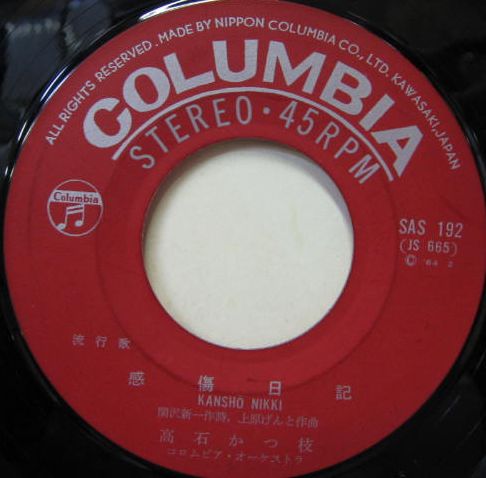 ALL RIGHTS RESERVED. MADE BY NIPPON COLUMBIA CO., LTD. KAWASAKI, JAPAN
COLUMBIA
STEREO・45RPM
Columbia
SAS 192
(JS 665)
© '64 2
流行歌
感傷日記
KANSHŌ NIKKI
関沢新一作詩, 上原げんと作曲
高石かつ枝
コロムビア・オーケストラ